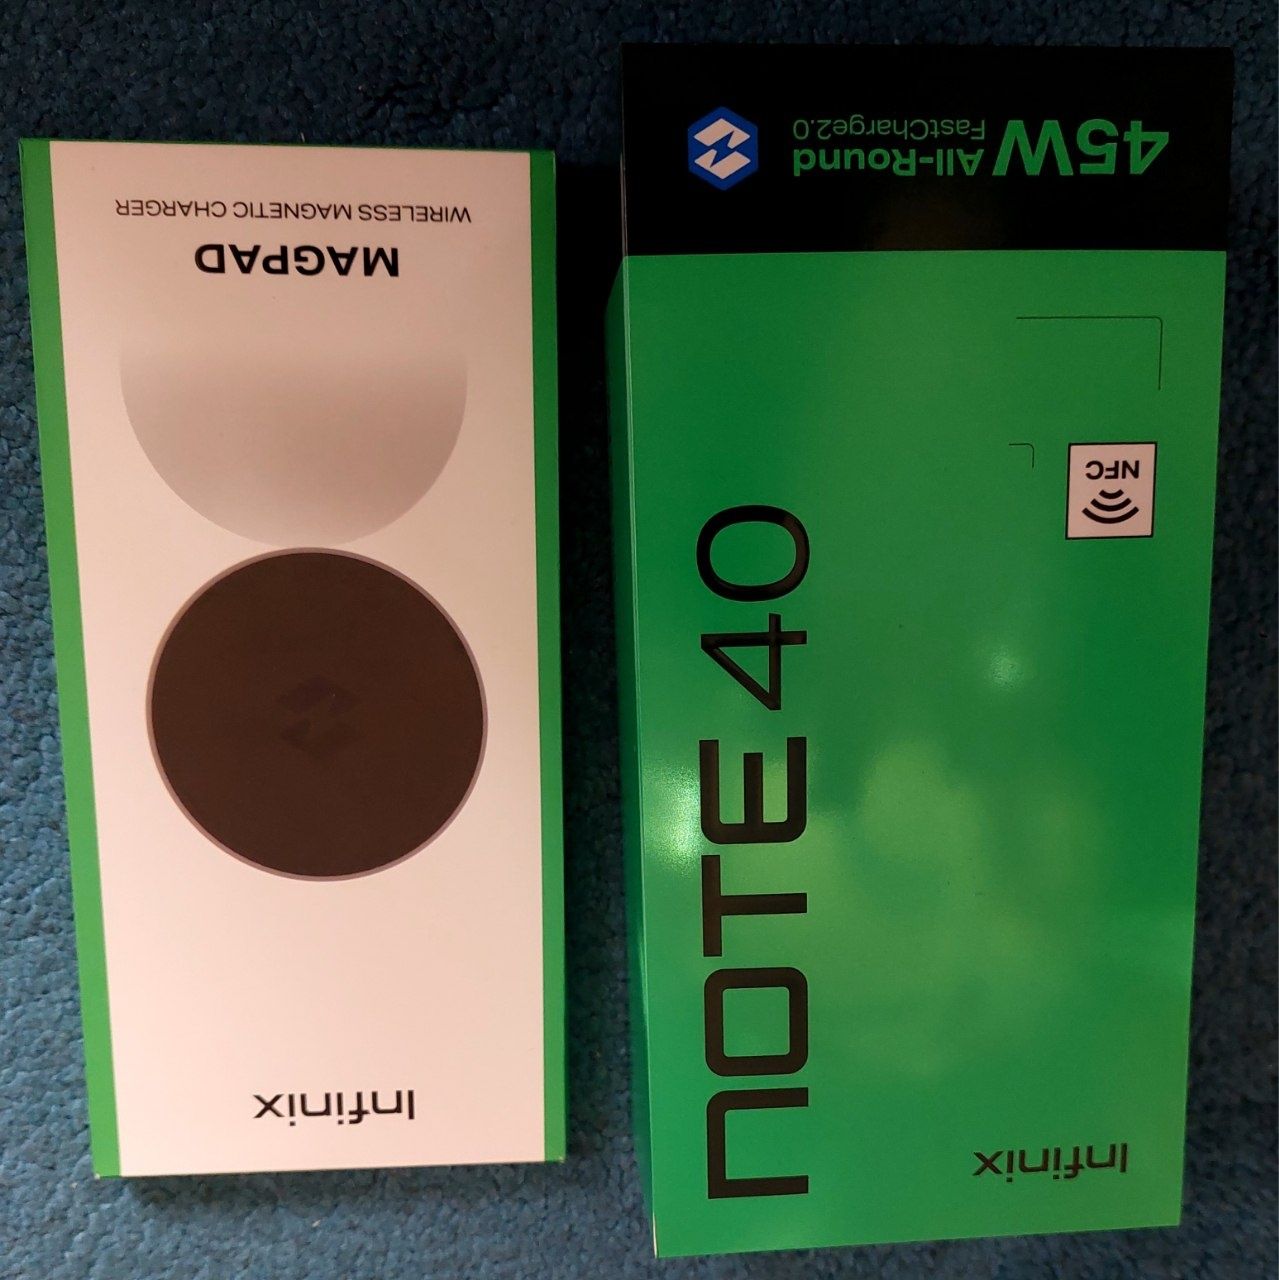 Infinix
MAGPAD
WIRELESS MAGNETIC CHARGER
Infinix
NOTE 40
NFC
45W All-Round
FastCharge2.0